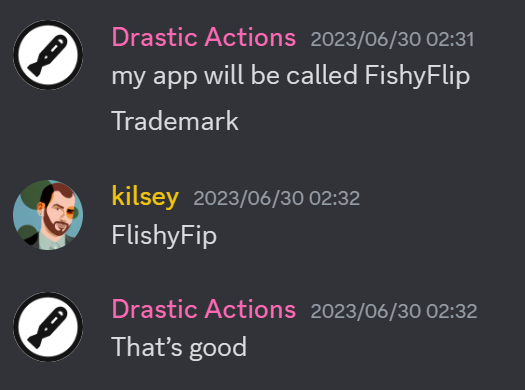 Drastic Actions 2023/06/30 02:31
my app will be called FishyFlip
Trademark
kilsey 2023/06/30 02:32
FlishyFip
Drastic Actions 2023/06/30 02:32
That’s good